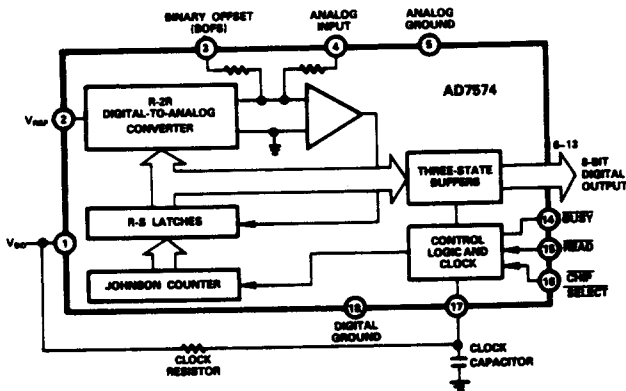 BINARY OFFSET
(BOFS)
ANALOG
INPUT
ANALOG
GROUND
3
4
5
AD7574
R-2R
DIGITAL-TO-ANALOG
CONVERTER
VREF
2
6-13
8-BIT
DIGITAL
OUTPUT
THREE-STATE
BUFFERS
R-S LATCHES
14
BUSY
VDD
1
CONTROL
LOGIC AND
CLOCK
15
READ
16
CHIP
SELECT
JOHNSON COUNTER
18
DIGITAL
GROUND
17
CLOCK
RESISTOR
CLOCK
CAPACITOR